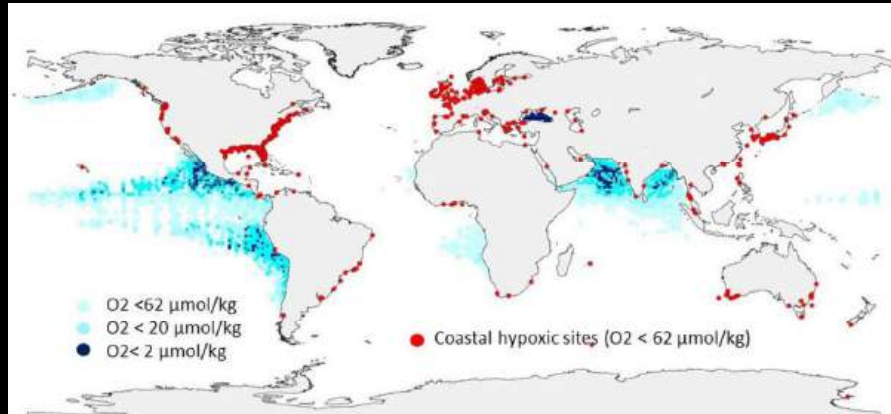 O2 <62 μmol/kg
O2 < 20 μmol/kg
O2< 2 μmol/kg
Coastal hypoxic sites (O2 < 62 μmol/kg)